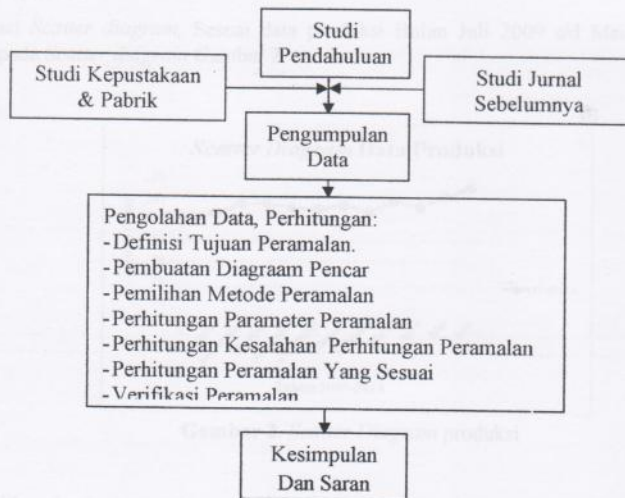 Studi
Pendahuluan
Studi Kepustakaan
& Pabrik
Studi Jurnal
Sebelumnya
Pengumpulan
Data
Pengolahan Data, Perhitungan:
-Definisi Tujuan Peramalan.
-Pembuatan Diagraam Pencar
-Pemilihan Metode Peramalan
-Perhitungan Parameter Peramalan
-Perhitungan Kesalahan Perhitungan Peramalan
-Perhitungan Peramalan Yang Sesuai
-Verifikasi Peramalan
Kesimpulan
Dan Saran